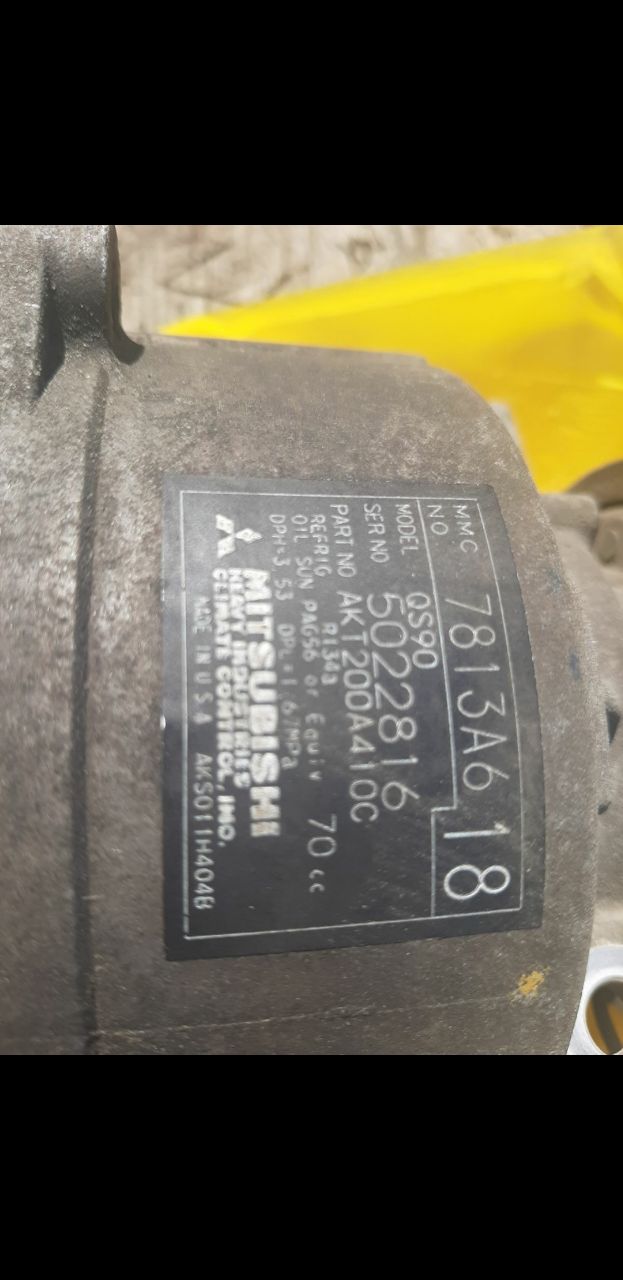 MMC NO. 7813A618
MODEL QS90
SER NO 5022816
PART NO AKT200A410C
REFRIG R134a
OIL SUN PAG56 or Equiv 70 cc
DPH=3.53 DPL=1.67MPa
MITSUBISHI
HEAVY INDUSTRIES
CLIMATE CONTROL, INC.
MADE IN U.S.A AKS011H404B